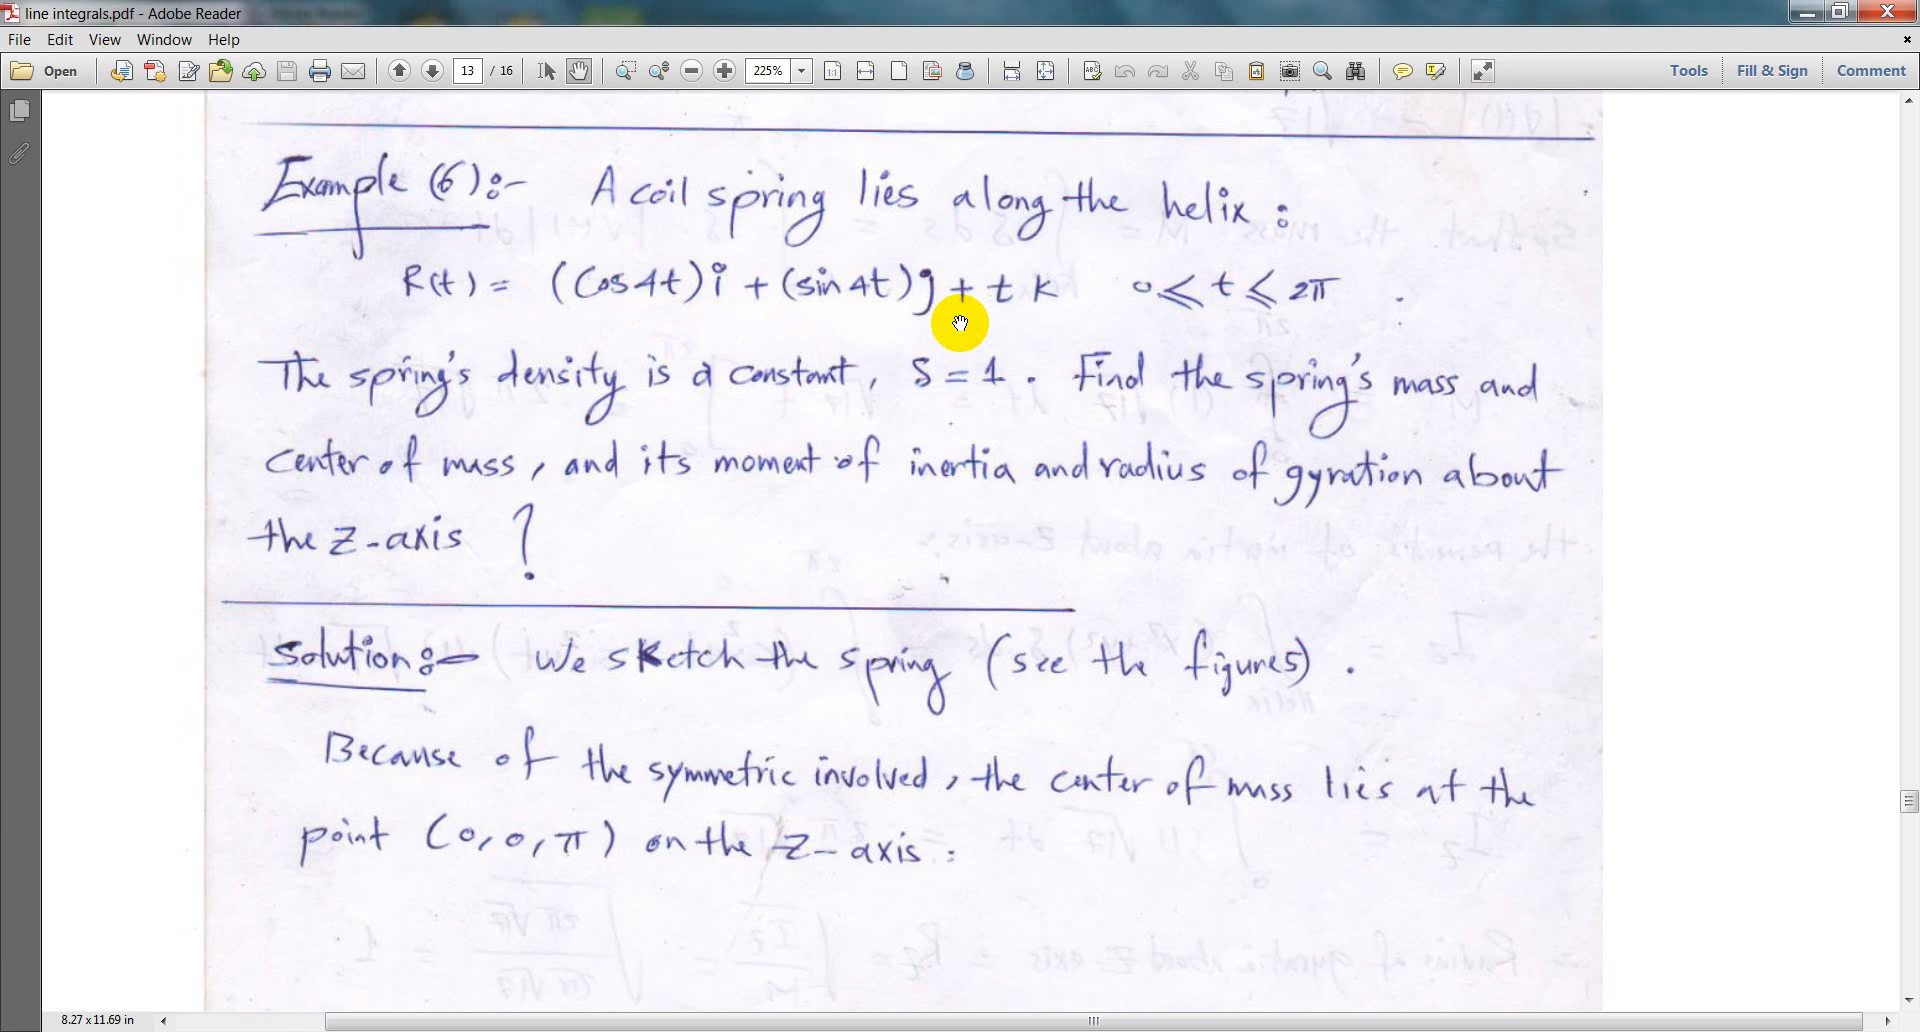 line integrals.pdf - Adobe Reader
File Edit View Window Help
Open 13 / 16 225% Tools Fill & Sign Comment
Example (6):- A coil spring lies along the helix:
R(t) = (Cos4t)i + (sin4t)j + t k 0 ⩽ t ⩽ 2π .
The spring's density is a constant, S = 1. Find the spring's mass and
center of mass, and its moment of inertia and radius of gyration about
the z-axis ?
Solution:- We sketch the spring (see the figures).
Because of the symmetric involved, the center of mass lies at the
point (0,0,π) on the z-axis.
8.27 x 11.69 in